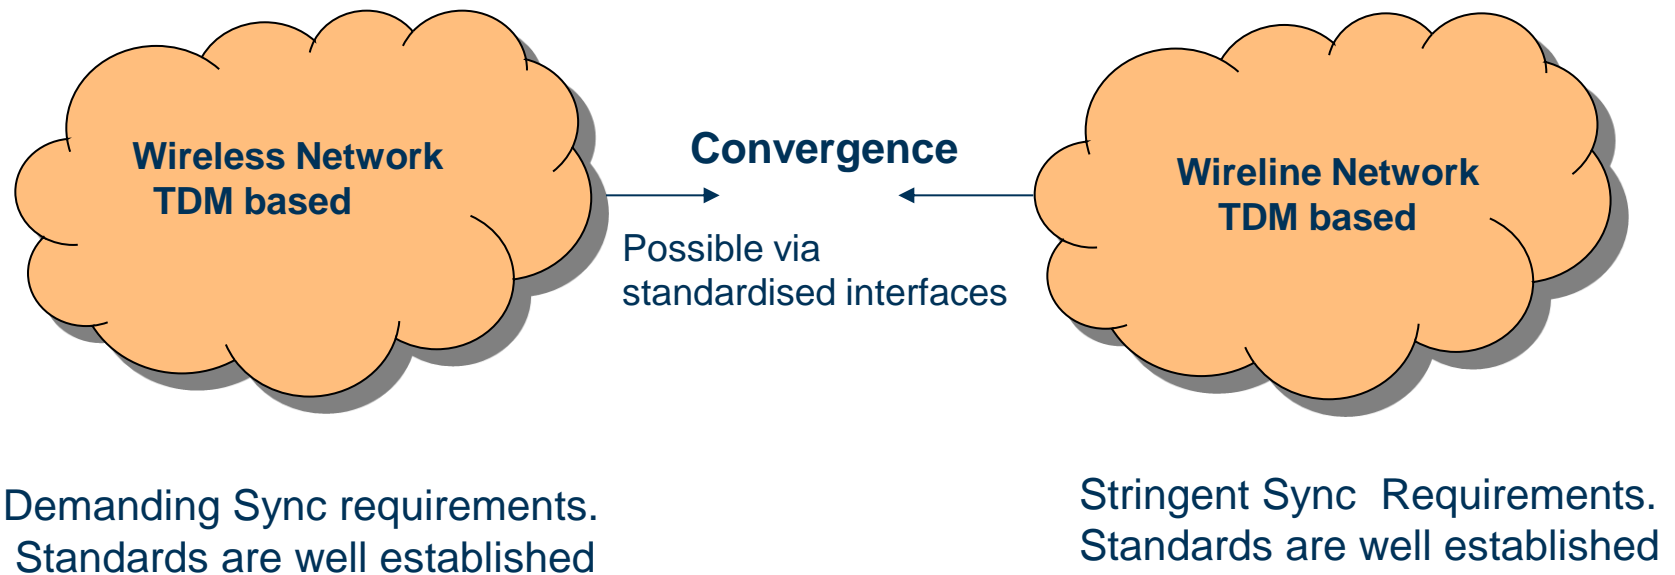 Wireless Network
TDM based
Convergence
Possible via
standardised interfaces
Wireline Network
TDM based
Demanding Sync requirements.
Standards are well established
Stringent Sync  Requirements.
Standards are well established